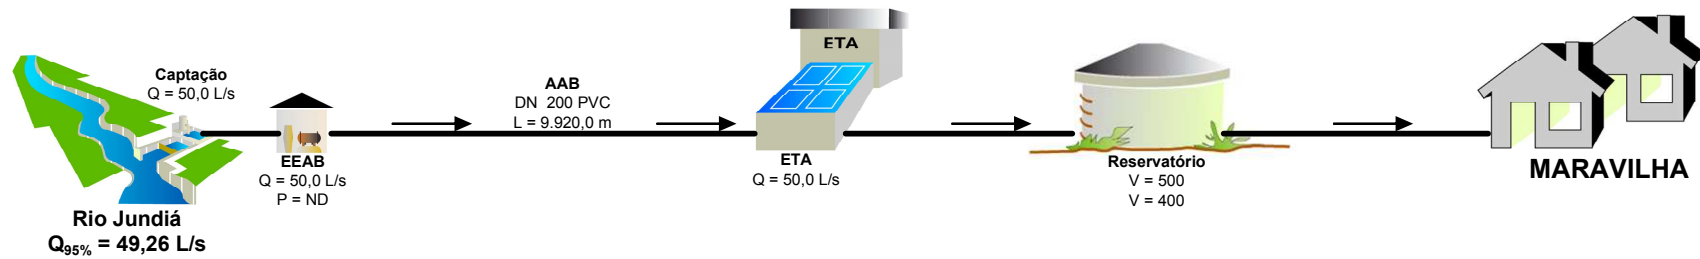 Captação
Q = 50,0 L/s
EEAB
Q = 50,0 L/s
P = ND
Rio Jundiá
Q95% = 49,26 L/s
AAB
DN 200 PVC
L = 9.920,0 m
ETA
ETA
Q = 50,0 L/s
Reservatório
V = 500
V = 400
MARAVILHA